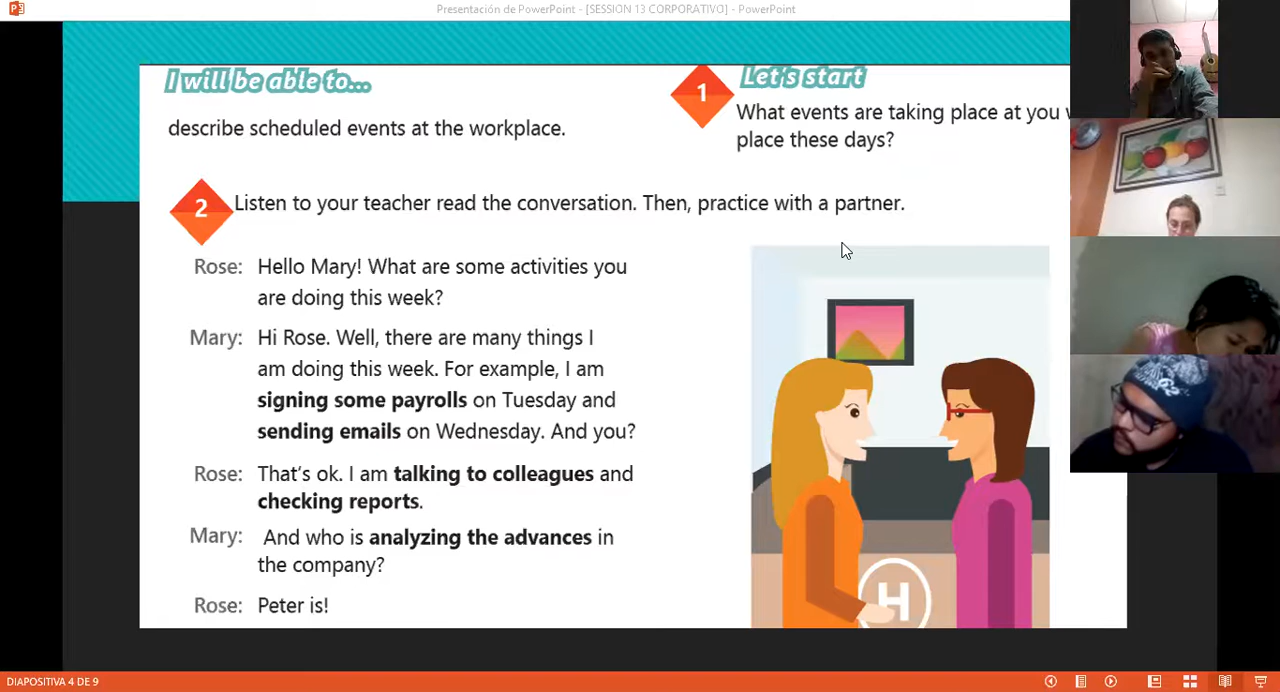 Presentación de PowerPoint - [SESSION 13 CORPORATIVO] - PowerPoint
I will be able to...
describe scheduled events at the workplace.
1
Let's start
What events are taking place at you
place these days?
2
Listen to your teacher read the conversation. Then, practice with a partner.
Rose: Hello Mary! What are some activities you
are doing this week?
Mary: Hi Rose. Well, there are many things I
am doing this week. For example, I am
signing some payrolls on Tuesday and
sending emails on Wednesday. And you?
Rose: That's ok. I am talking to colleagues and
checking reports.
Mary: And who is analyzing the advances in
the company?
Rose: Peter is!
H
DIAPOSITIVA 4 DE 9